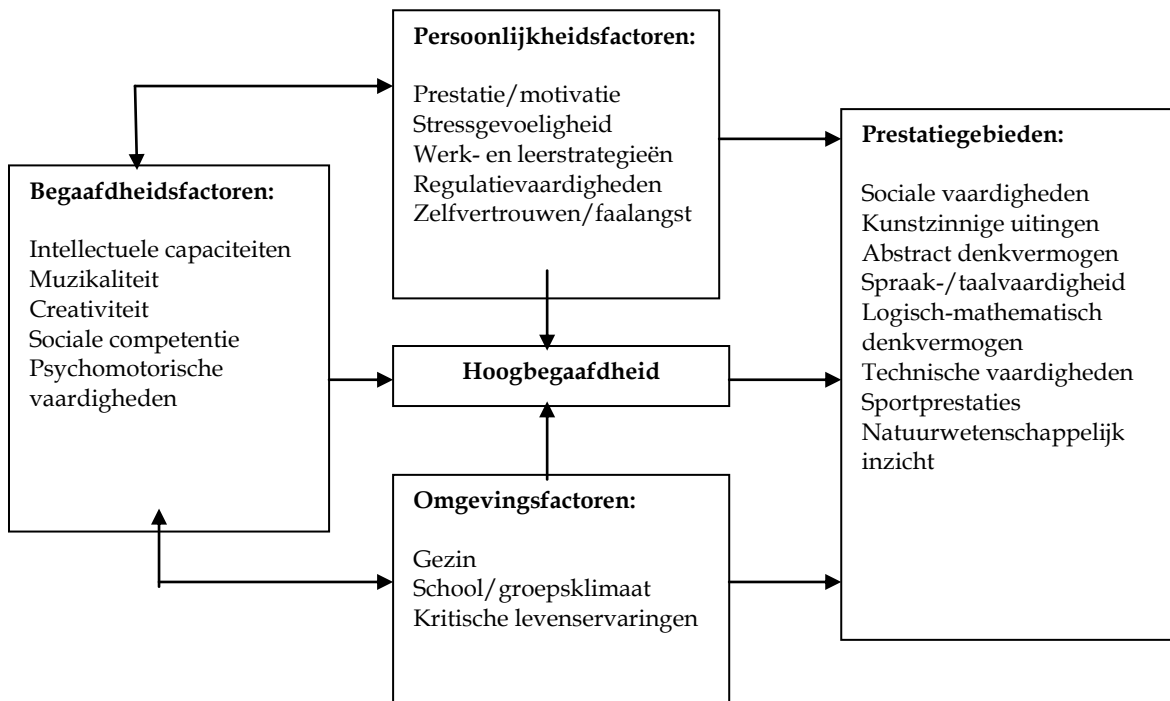 Persoonlijkheidsfactoren:
Prestatie/motivatie
Stressgevoeligheid
Werk- en leerstrategieën
Regulatievaardigheden
Zelfvertrouwen/faalangst
Begaafdheidsfactoren:
Intellectuele capaciteiten
Muzikaliteit
Creativiteit
Sociale competentie
Psychomotorische
vaardigheden
Hoogbegaafdheid
Omgevingsfactoren:
Gezin
School/groepsklimaat
Kritische levenservaringen
Prestatiegebieden:
Sociale vaardigheden
Kunstzinnige uitingen
Abstract denkvermogen
Spraak-/taalvaardigheid
Logisch-mathematisch
denkvermogen
Technische vaardigheden
Sportprestaties
Natuurwetenschappelijk
inzicht